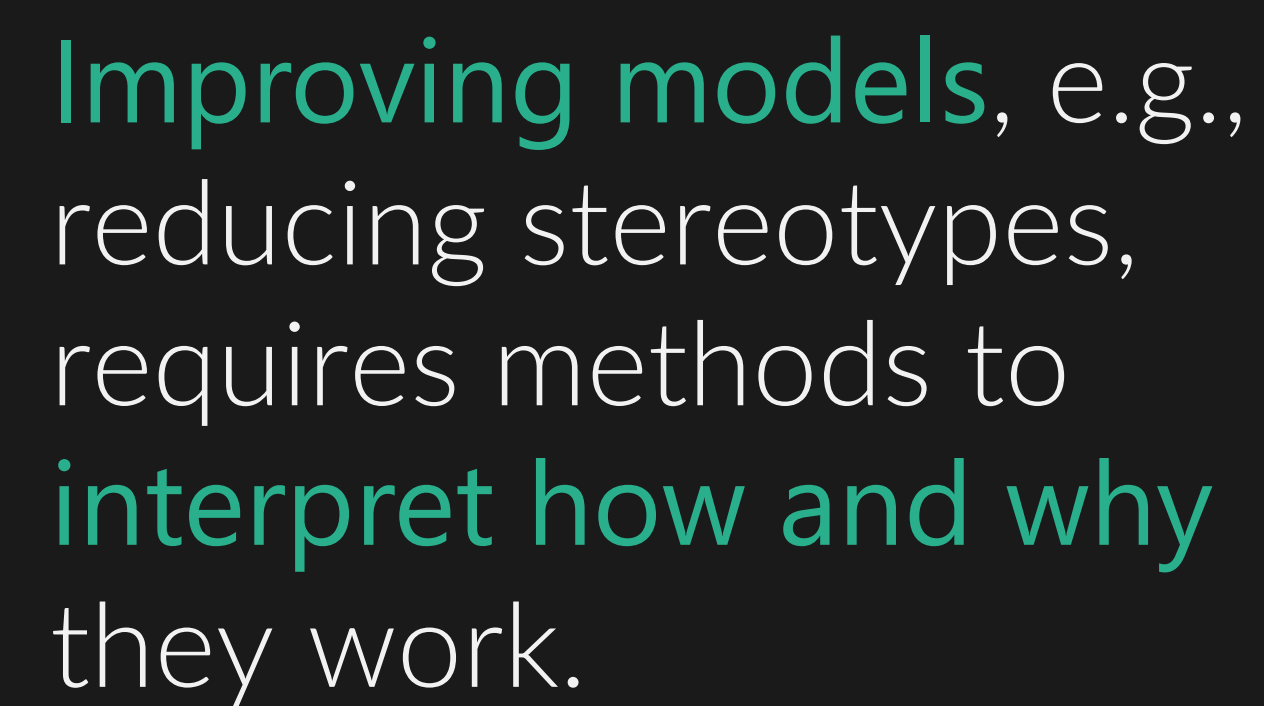 Improving models, e.g.,
reducing stereotypes,
requires methods to
interpret how and why
they work.